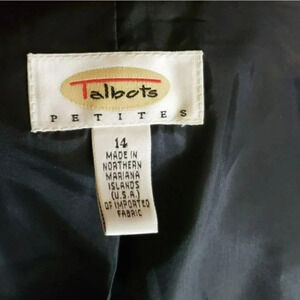 Talbots
PETITES
14
MADE IN
NORTHERN
MARIANA
ISLANDS
(U.S.A.)
OF IMPORTED
FABRIC